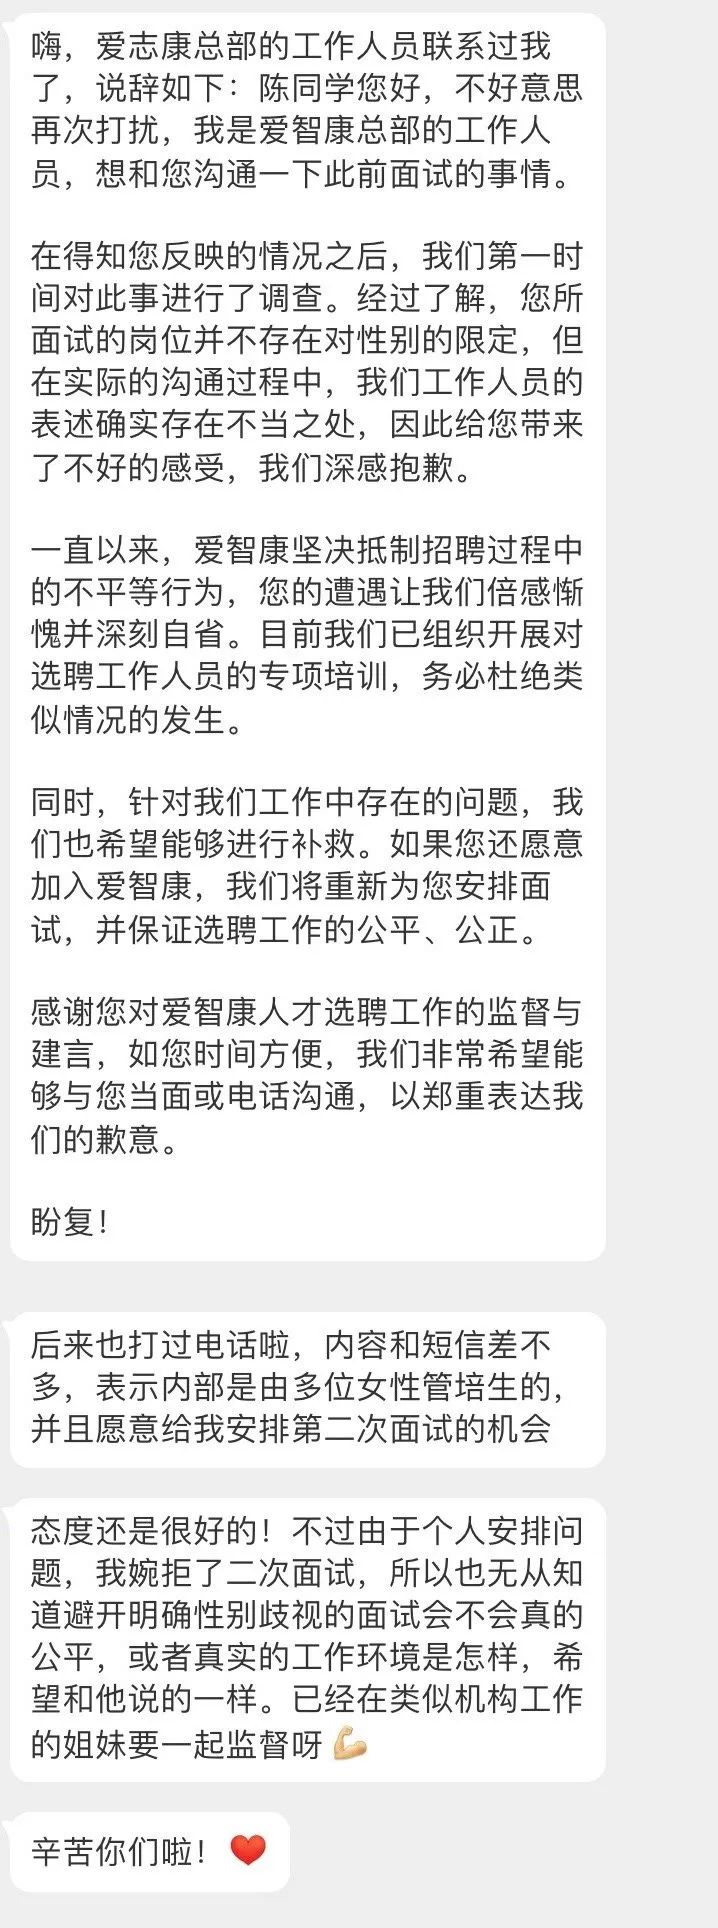 嗨，爱志康总部的工作人员联系过我
了，说辞如下：陈同学您好，不好意思
再次打扰，我是爱智康总部的工作人
员，想和您沟通一下此前面试的事情。
在得知您反映的情况之后，我们第一时
间对此事进行了调查。经过了解，您所
面试的岗位并不存在对性别的限定，但
在实际的沟通过程中，我们工作人员的
表述确实存在不当之处，因此给您带来
了不好的感受，我们深感抱歉。
一直以来，爱智康坚决抵制招聘过程中
的不平等行为，您的遭遇让我们倍感惭
愧并深刻自省。目前我们已组织开展对
选聘工作人员的专项培训，务必杜绝类
似情况的发生。
同时，针对我们工作中存在的问题，我
们也希望能够进行补救。如果您还愿意
加入爱智康，我们将重新为您安排面
试，并保证选聘工作的公平、公正。
感谢您对爱智康人才选聘工作的监督与
建言，如您时间方便，我们非常希望能
够与您当面或电话沟通，以郑重表达我
们的歉意。
盼复！
后来也打过电话啦，内容和短信差不
多，表示内部是由多位女性管培生的，
并且愿意给我安排第二次面试的机会
态度还是很好的！不过由于个人安排问
题，我婉拒了二次面试，所以也无从知
道避开明确性别歧视的面试会不会真的
公平，或者真实的工作环境是怎样，希
望和他说的一样。已经在类似机构工作
的姐妹要一起监督呀💪🏼
辛苦你们啦！❤️